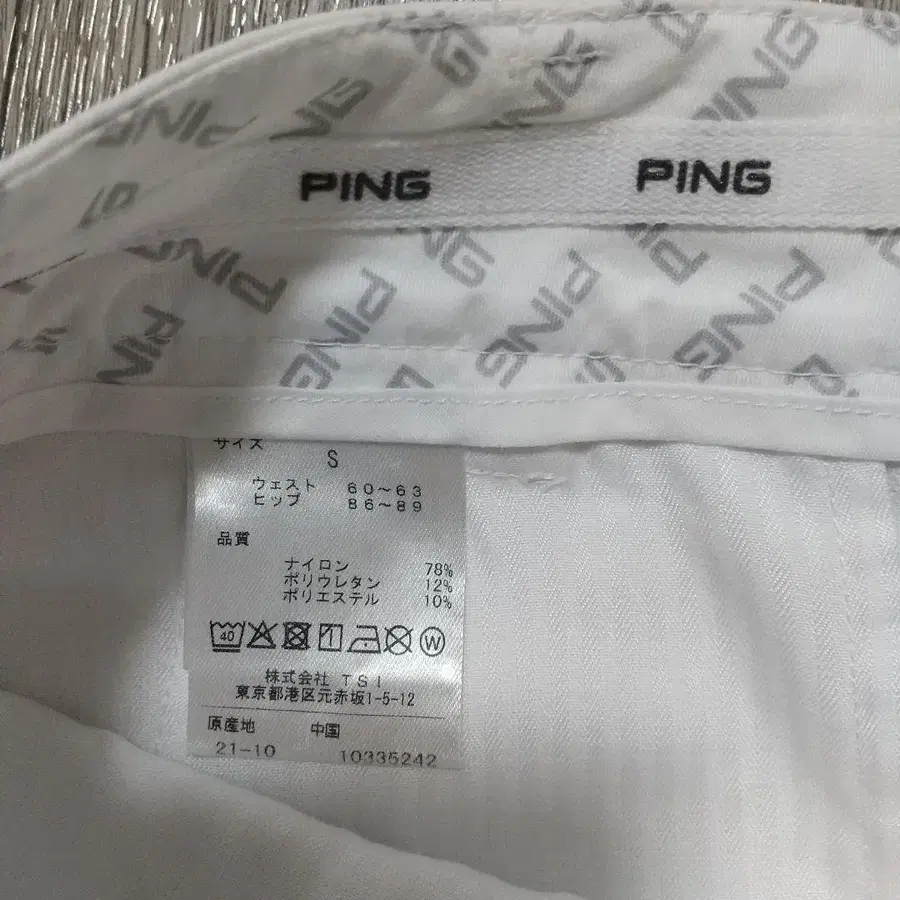 PING PING
サイズ
S
ウェスト 60～63
ヒップ 86～89
品質
ナイロン 78%
ポリウレタン 12%
ポリエステル 10%
40
W
株式会社 TSI
東京都港区元赤坂1-5-12
原産地 中国
21-10 10335242